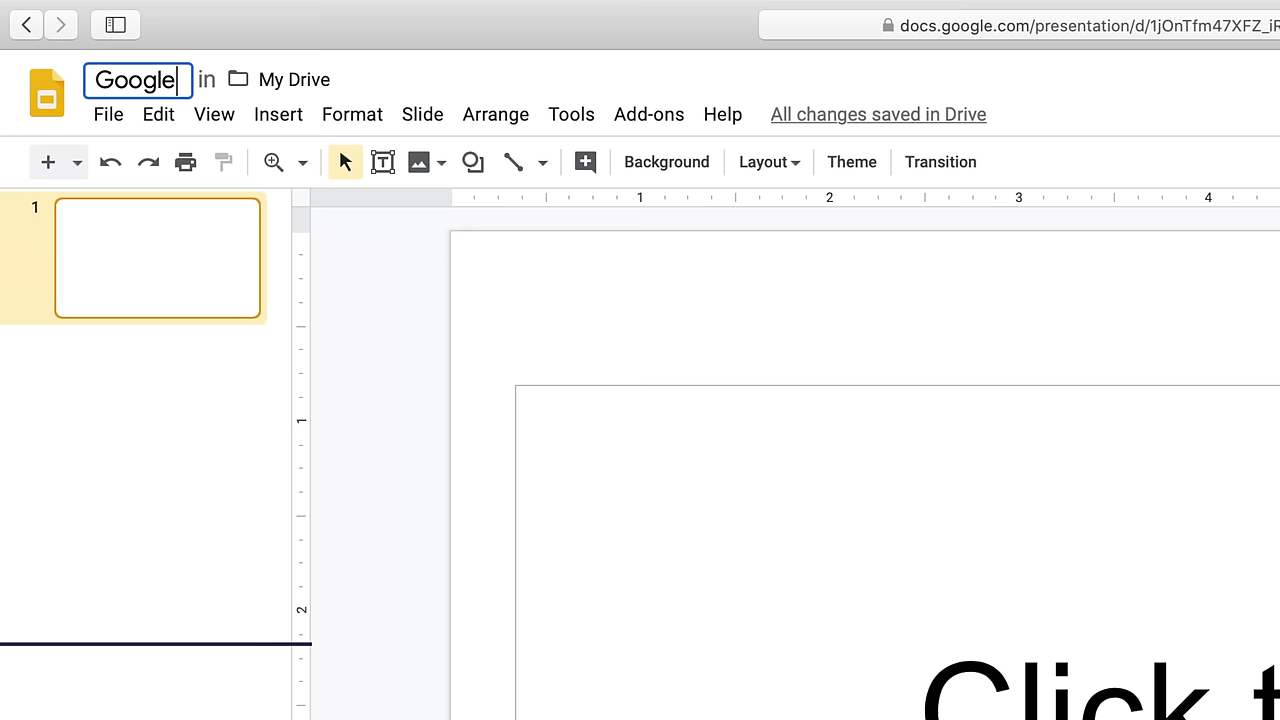 docs.google.com/presentation/d/1jOnTfm47XFZ_iR
Google in My Drive
File Edit View Insert Format Slide Arrange Tools Add-ons Help All changes saved in Drive
Background Layout Theme Transition
1 2 3 4
1
1
2
Click t